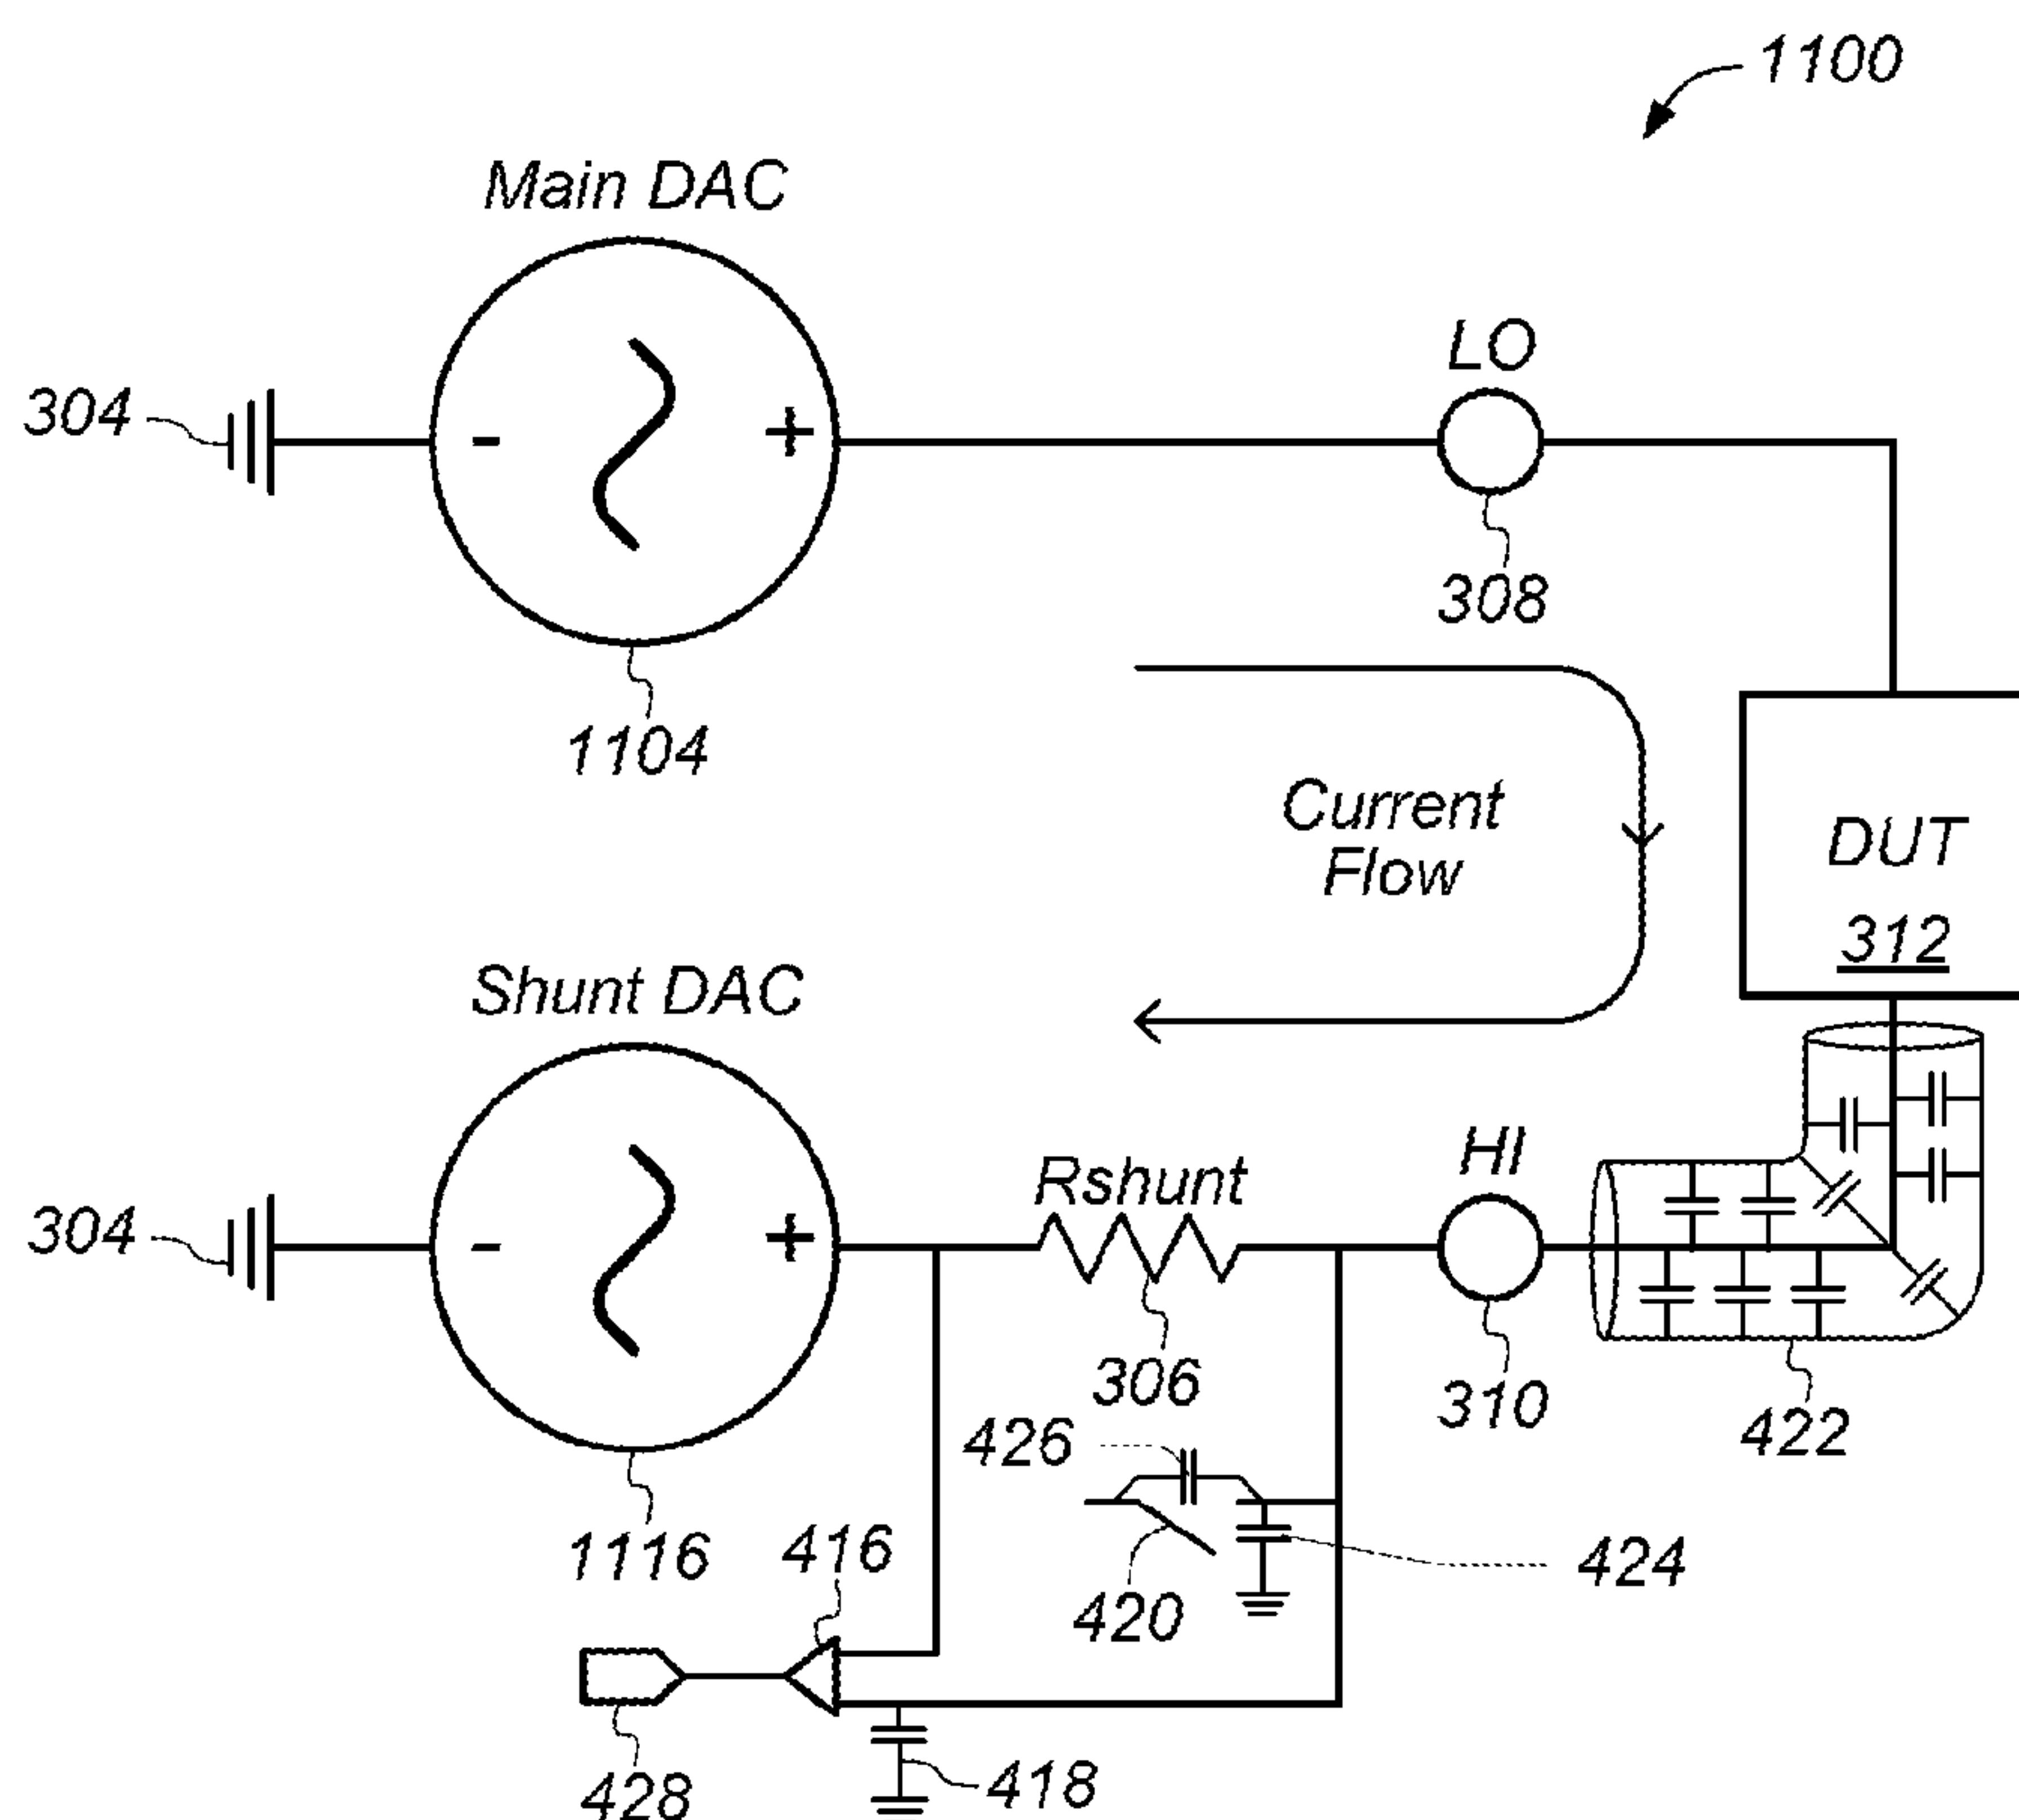 1100
Main DAC
LO
304
-
+
308
1104
Current
Flow
DUT
312
Shunt DAC
HI
Rshunt
304
-
+
306
310
422
426
1116
416
424
420
428
418